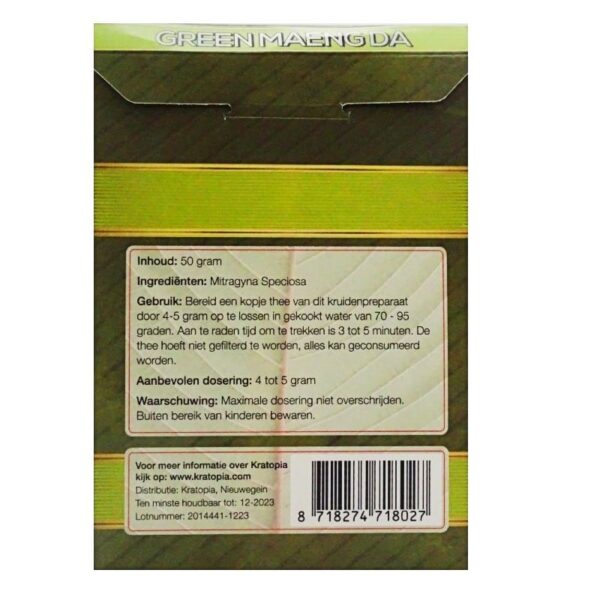 GREEN MAENG DA
Inhoud: 50 gram
Ingrediënten: Mitragyna Speciosa
Gebruik: Bereid een kopje thee van dit kruidenpreparaat
door 4-5 gram op te lossen in gekookt water van 70 - 95
graden. Aan te raden tijd om te trekken is 3 tot 5 minuten. De
thee hoeft niet gefilterd te worden, alles kan geconsumeerd
worden.
Aanbevolen dosering: 4 tot 5 gram
Waarschuwing: Maximale dosering niet overschrijden.
Buiten bereik van kinderen bewaren.
Voor meer informatie over Kratopia
kijk op: www.kratopia.com
Distributie: Kratopia, Nieuwegein
Ten minste houdbaar tot: 12-2023
Lotnummer: 2014441-1223
8 718274 718027